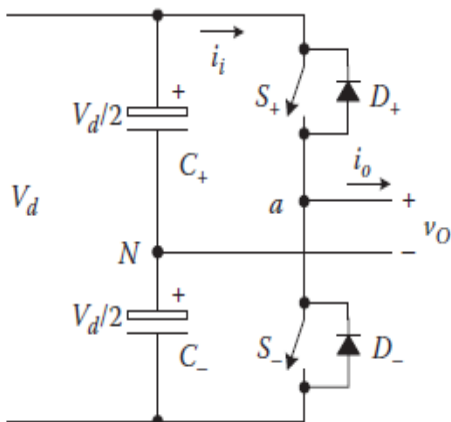 +
i_i
V_d/2
C_+
S_+
D_+
i_o
V_d
a
+
v_O
N
−
+
V_d/2
C_−
S_−
D_−